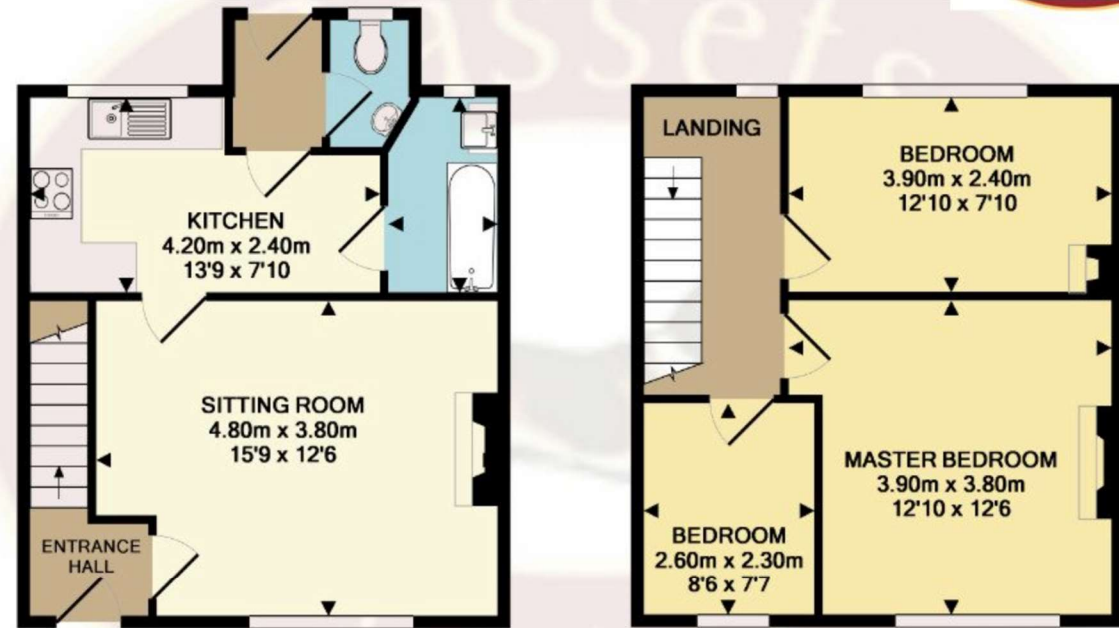 Assets
KITCHEN
4.20m x 2.40m
13'9 x 7'10
SITTING ROOM
4.80m x 3.80m
15'9 x 12'6
ENTRANCE
HALL
LANDING
BEDROOM
3.90m x 2.40m
12'10 x 7'10
MASTER BEDROOM
3.90m x 3.80m
12'10 x 12'6
BEDROOM
2.60m x 2.30m
8'6 x 7'7